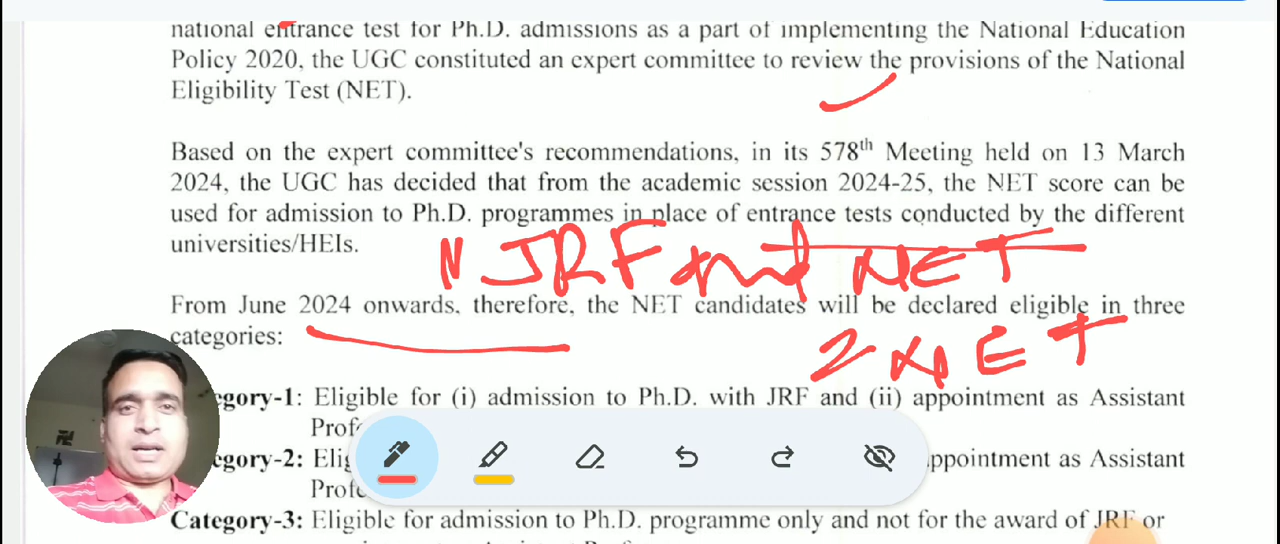 national entrance test for Ph.D. admissions as a part of implementing the National Education
Policy 2020, the UGC constituted an expert committee to review the provisions of the National
Eligibility Test (NET).
Based on the expert committee's recommendations, in its 578th Meeting held on 13 March
2024, the UGC has decided that from the academic session 2024-25, the NET score can be
used for admission to Ph.D. programmes in place of entrance tests conducted by the different
universities/HEIs.
JRF and NET
From June 2024 onwards, therefore, the NET candidates will be declared eligible in three
categories:
2 NET
egory-1: Eligible for (i) admission to Ph.D. with JRF and (ii) appointment as Assistant
egory-2: appointment as Assistant
Category-3: Eligible for admission to Ph.D. programme only and not for the award of JRF or